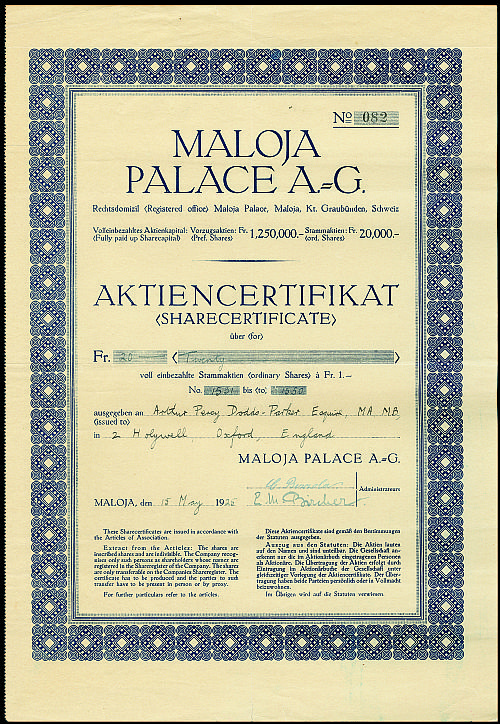 No 082
MALOJA
PALACE A.=G.
Rechtsdomizil (Registered office) Maloja Palace, Maloja, Kt. Graubünden, Schweiz
Volleinbezahltes Aktienkapital: Vorzugsaktien: Fr. 1,250,000.– Stammaktien: Fr. 20,000.–
(Fully paid up Sharecapital) (Pref. Shares) (ord. Shares)
AKTIENCERTIFIKAT
(SHARECERTIFICATE)
über (for)
Fr. 20 (Twenty)
voll einbezahlte Stammaktien (ordinary Shares) à Fr. 1.–
No. 1531 bis (to) 1550
ausgegeben an Arthur Percy Dodds-Parker Esquire, MA MB
(issued to)
in 2 Holywell, Oxford, England
MALOJA PALACE A.=G.
Administrateurs
MALOJA, den 15 May 1925
These Sharecertificates are issued in accordance with
the Articles of Association.
Extract from the Articles: The shares are
inscribed shares and are indivisible. The Company recog-
nises only such persons as shareholders whose names are
registered in the Shareregister of the Company. The shares
are only transferable on the Companies Shareregister. The
certificate has to be produced and the parties to such
transfer have to be present in person or by proxy.
For further particulars refer to the articles.
Diese Aktiencertifikate sind gemäß den Bestimmungen
der Statuten ausgegeben.
Auszug aus den Statuten: Die Aktien lauten
auf den Namen und sind unteilbar. Die Gesellschaft an-
erkennt nur die im Aktienbuch eingetragenen Personen
als Aktionäre. Die Übertragung der Aktien erfolgt durch
Eintragung im Aktienbuche der Gesellschaft unter
gleichzeitiger Vorlegung der Aktiencertifikate. Der Über-
tragung haben beide Parteien persönlich oder in Vollmacht
beizuwohnen.
Im Übrigen wird auf die Statuten verwiesen.